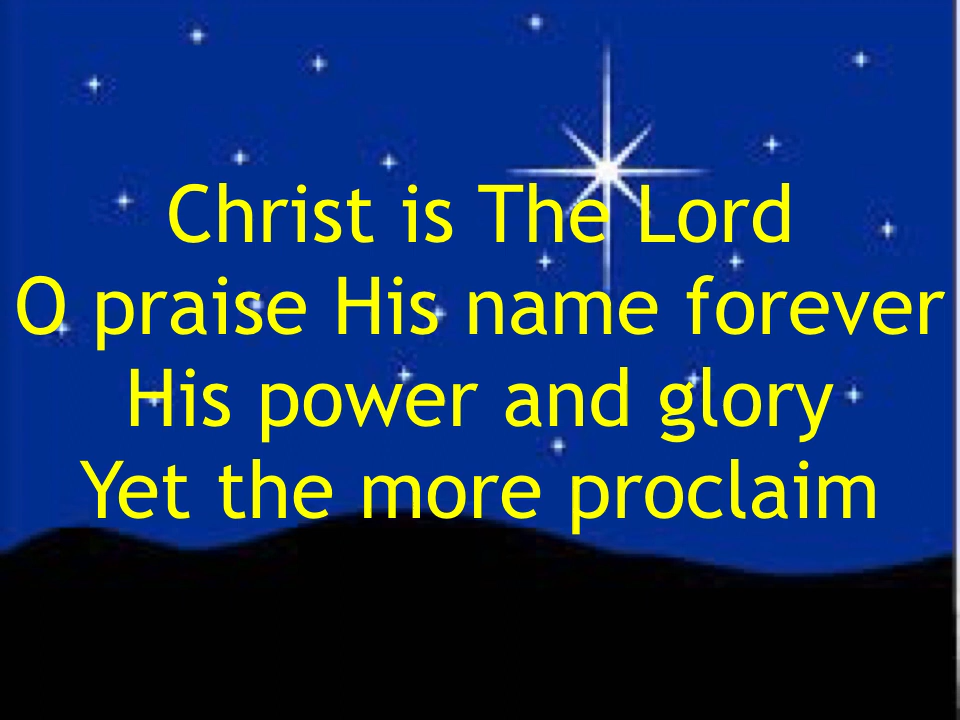 Christ is The Lord
O praise His name forever
His power and glory
Yet the more proclaim